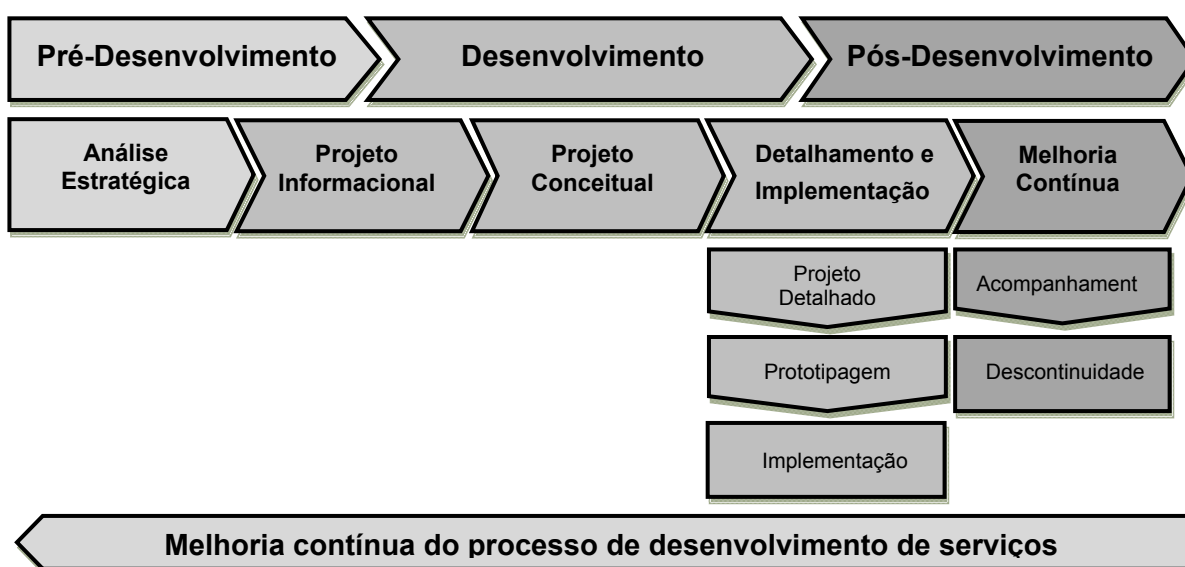 Pré-Desenvolvimento
Desenvolvimento
Pós-Desenvolvimento
Análise
Estratégica
Projeto
Informacional
Projeto
Conceitual
Detalhamento e
Implementação
Melhoria
Contínua
Projeto
Detalhado
Acompanhament
Prototipagem
Descontinuidade
Implementação
Melhoria contínua do processo de desenvolvimento de serviços